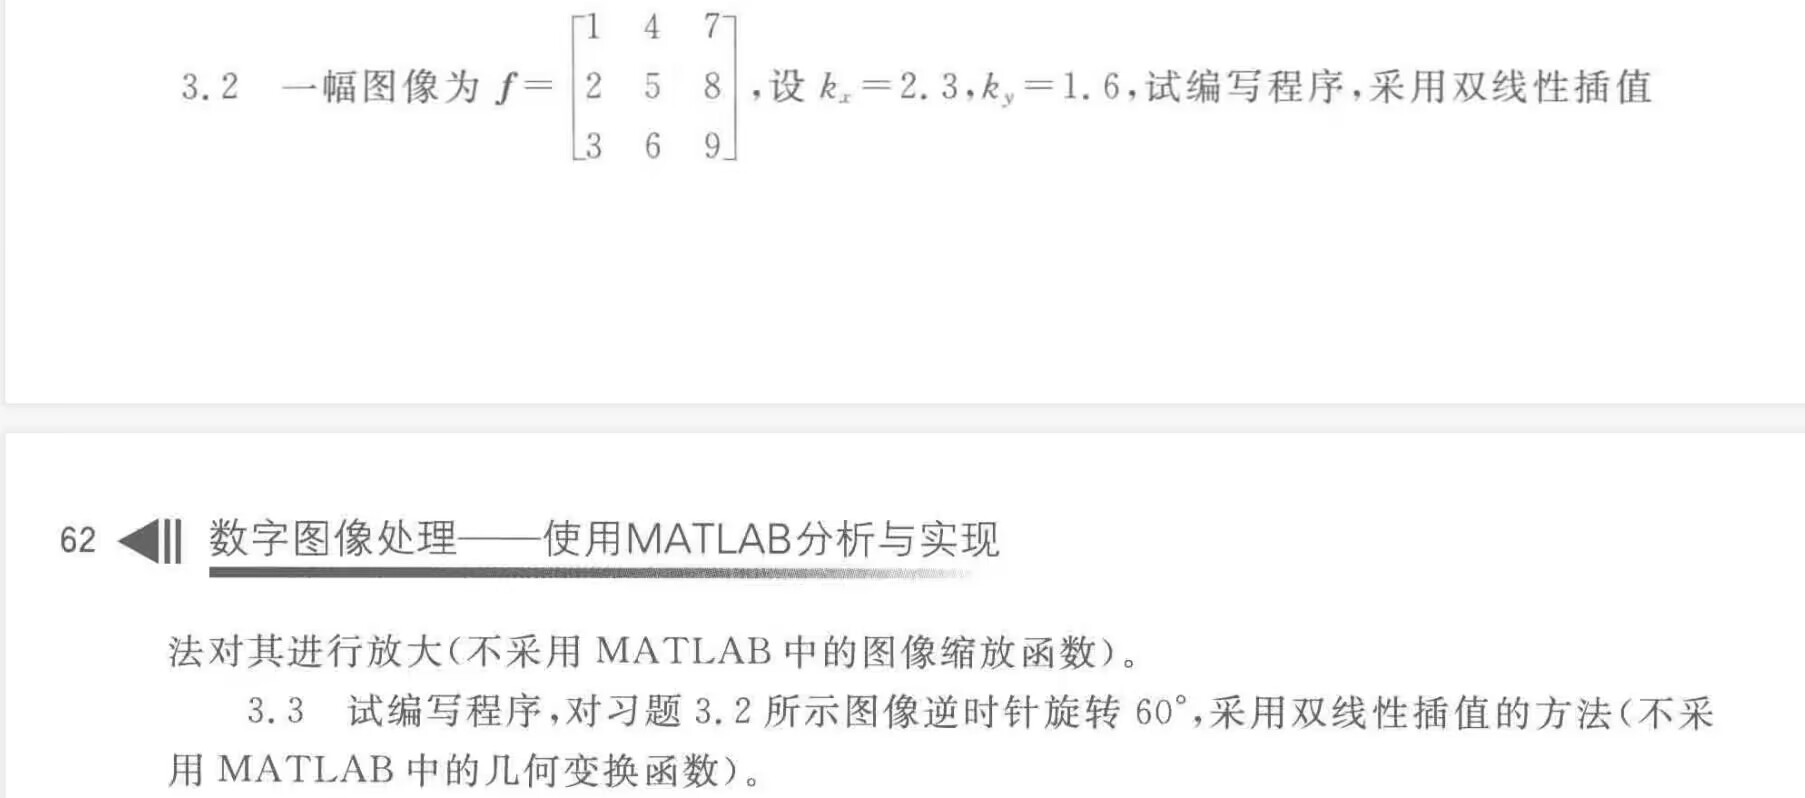 1 4 7
3.2 一幅图像为 f= 2 5 8 ,设 kx=2.3,ky=1.6,试编写程序,采用双线性插值
3 6 9
62 数字图像处理——使用MATLAB分析与实现
法对其进行放大(不采用 MATLAB 中的图像缩放函数)。
3.3 试编写程序,对习题 3.2 所示图像逆时针旋转 60°,采用双线性插值的方法(不采
用 MATLAB 中的几何变换函数)。